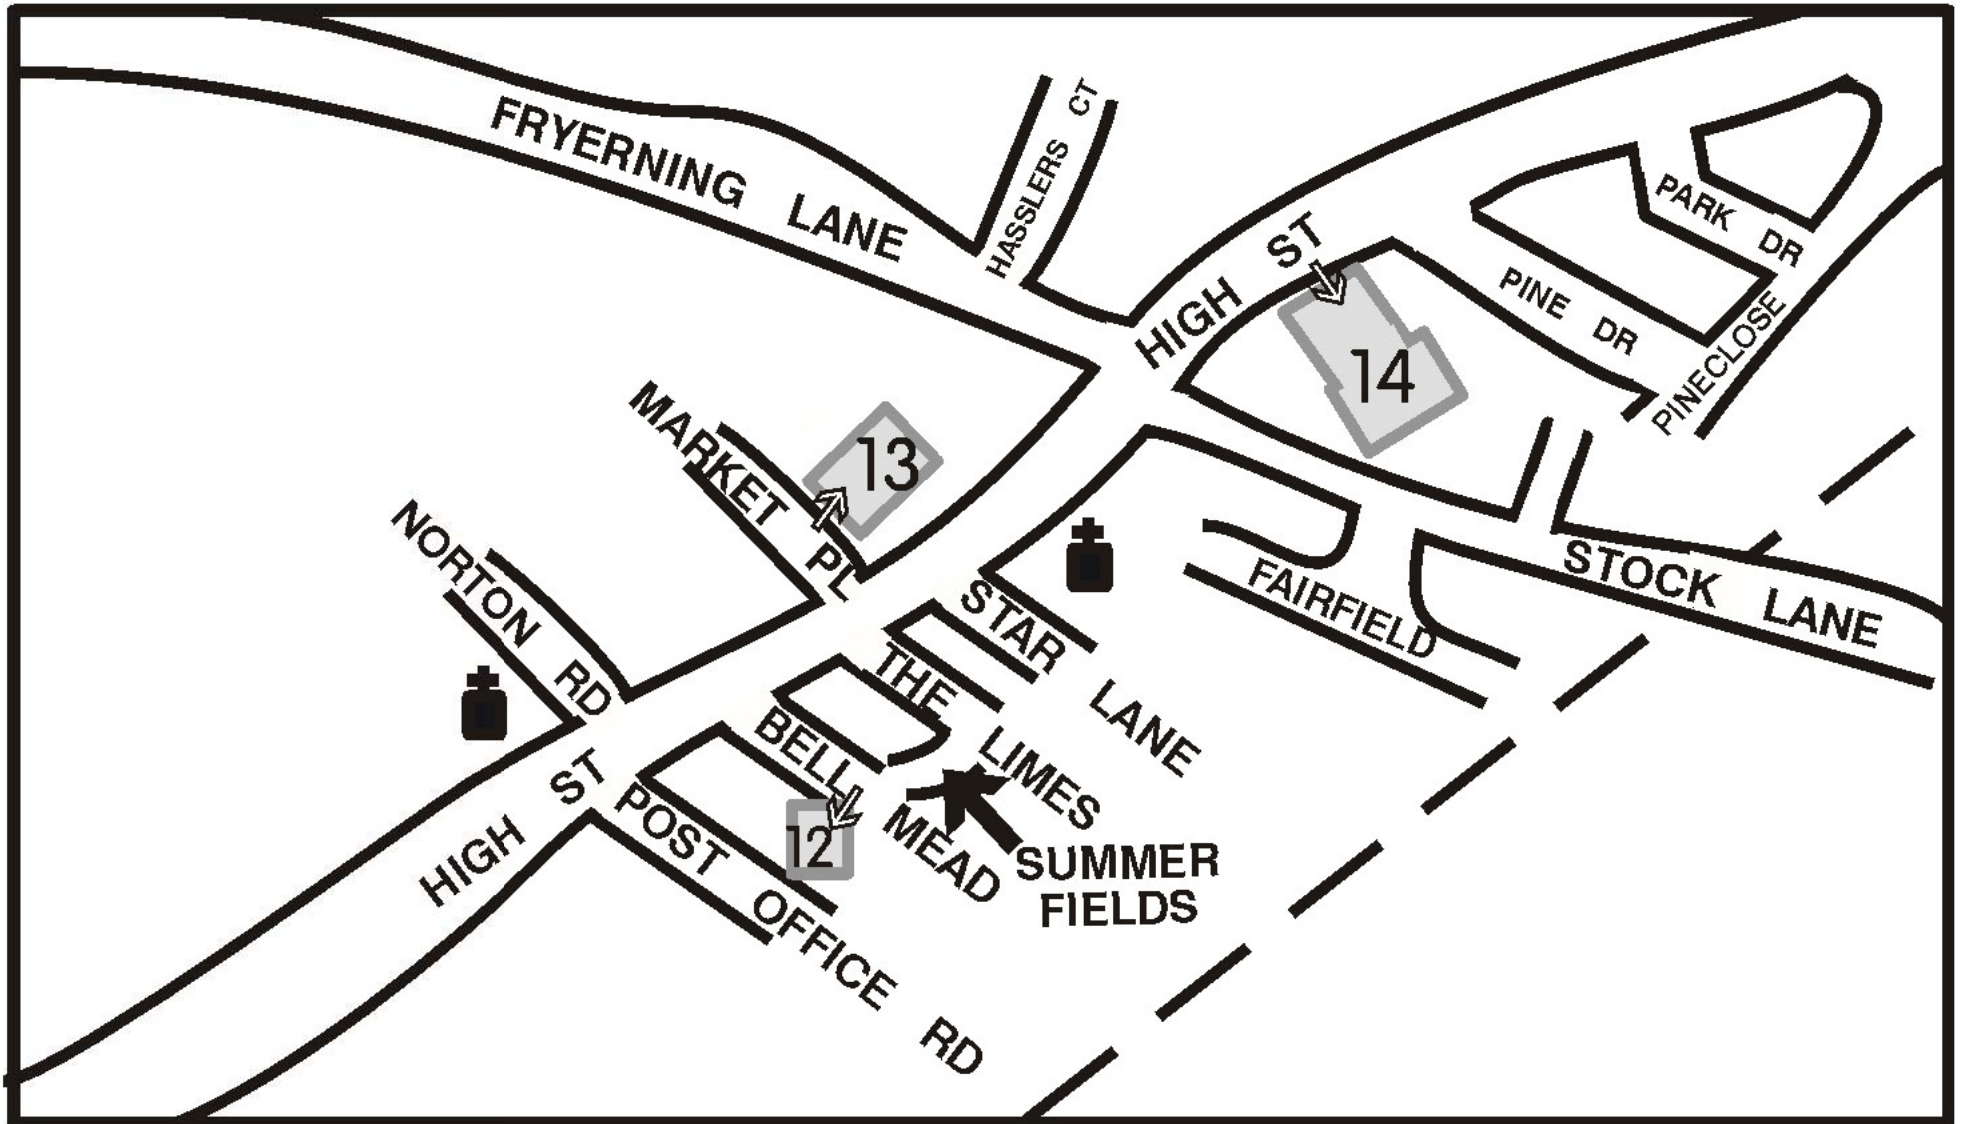 FRYERNING LANE
HASSLERS CT
HIGH ST
PARK DR
PINE DR
PINECLOSE
14
13
MARKET PL
NORTON RD
STOCK LANE
FAIRFIELD
STAR LANE
THE LIMES
BELL MEAD
12
SUMMER
FIELDS
HIGH ST
POST OFFICE RD